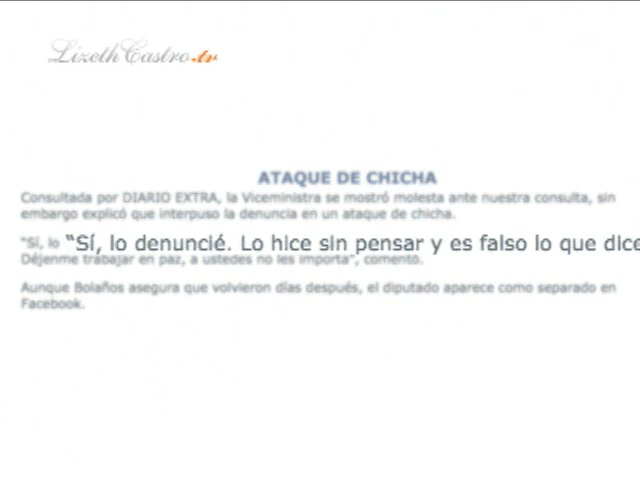 LizethCastro.tv
ATAQUE DE CHICHA
Consultada por DIARIO EXTRA, la Viceministra se mostró molesta ante nuestra consulta, sin
embargo explicó que interpuso la denuncia en un ataque de chicha.
"Sí, lo "Sí, lo denuncié. Lo hice sin pensar y es falso lo que dice
Déjenme trabajar en paz, a ustedes no les importa", comentó.
Aunque Bolaños asegura que volvieron días después, el diputado aparece como separado en
Facebook.